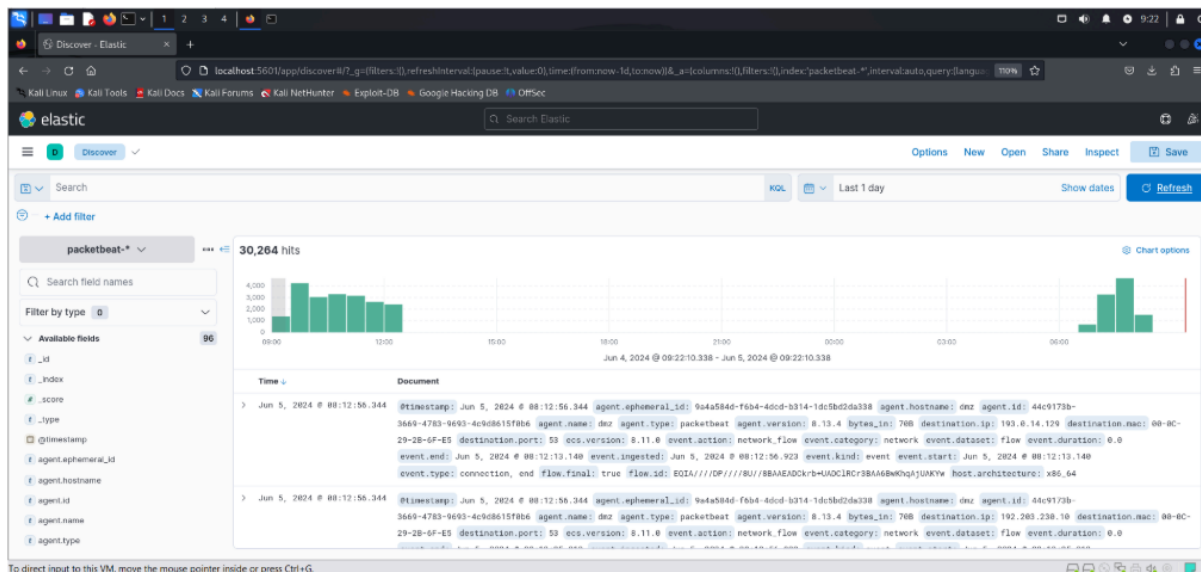 1 2 3 4
9:22
Discover - Elastic
localhost:5601/app/discover#/?_g=(filters:!(),refreshInterval:(pause:!t,value:0),time:(from:now-1d,to:now))&_a=(columns:!(),filters:!(),index:'packetbeat-*',interval:auto,query:(langua
110%
Kali Linux Kali Tools Kali Docs Kali Forums Kali NetHunter Exploit-DB Google Hacking DB OffSec
elastic
Search Elastic
D Discover
Options New Open Share Inspect Save
Search KQL Last 1 day Show dates Refresh
+ Add filter
packetbeat-*
30,264 hits
Chart options
Search field names
Filter by type 0
Available fields 96
4,000
3,000
2,000
1,000
0
09:00 12:00 15:00 18:00 21:00 00:00 03:00 06:00
Jun 4, 2024 @ 09:22:10.338 - Jun 5, 2024 @ 09:22:10.338
_id
_index
_score
_type
@timestamp
agent.ephemeral_id
agent.hostname
agent.id
agent.name
agent.type
Time Document
Jun 5, 2024 @ 08:12:56.344 @timestamp: Jun 5, 2024 @ 08:12:56.344 agent.ephemeral_id: 9a4a584d-f6b4-4dcd-b314-1dc5bd2da338 agent.hostname: dmz agent.id: 44c9173b-
3669-4783-9693-4c9d8615f0b6 agent.name: dmz agent.type: packetbeat agent.version: 8.13.4 bytes_in: 70B destination.ip: 193.0.14.129 destination.mac: 00-0C-
29-2B-6F-E5 destination.port: 53 ecs.version: 8.11.0 event.action: network_flow event.category: network event.dataset: flow event.duration: 0.0
event.end: Jun 5, 2024 @ 08:12:13.140 event.ingested: Jun 5, 2024 @ 08:12:56.923 event.kind: event event.start: Jun 5, 2024 @ 08:12:13.140
event.type: connection, end flow.final: true flow.id: host.architecture: x86_64
Jun 5, 2024 @ 08:12:56.344 @timestamp: Jun 5, 2024 @ 08:12:56.344 agent.ephemeral_id: 9a4a584d-f6b4-4dcd-b314-1dc5bd2da338 agent.hostname: dmz agent.id: 44c9173b-
3669-4783-9693-4c9d8615f0b6 agent.name: dmz agent.type: packetbeat agent.version: 8.13.4 bytes_in: 70B destination.ip: 192.203.230.10 destination.mac: 00-0C-
29-2B-6F-E5 destination.port: 53 ecs.version: 8.11.0 event.action: network_flow event.category: network event.dataset: flow event.duration: 0.0
To direct input to this VM, move the mouse pointer inside or press Ctrl+G.